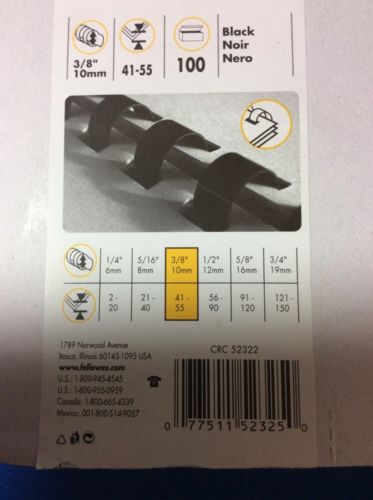 3/8"
10mm
41-55
100
Black
Noir
Nero
1/4" 5/16" 3/8" 1/2" 5/8" 3/4"
6mm 8mm 10mm 12mm 16mm 19mm
2 - 21 - 41 - 56 - 91 - 121 -
20 40 55 90 120 150
1789 Norwood Avenue
Itasca, Illinois 60143-1095 USA
www.fellowes.com
U.S.: 1-800-945-4545
U.S.: 1-800-955-0959
Canada: 1-800-665-4339
Mexico: 001-800-514-9057
CRC 52322
0 77511 52325 0